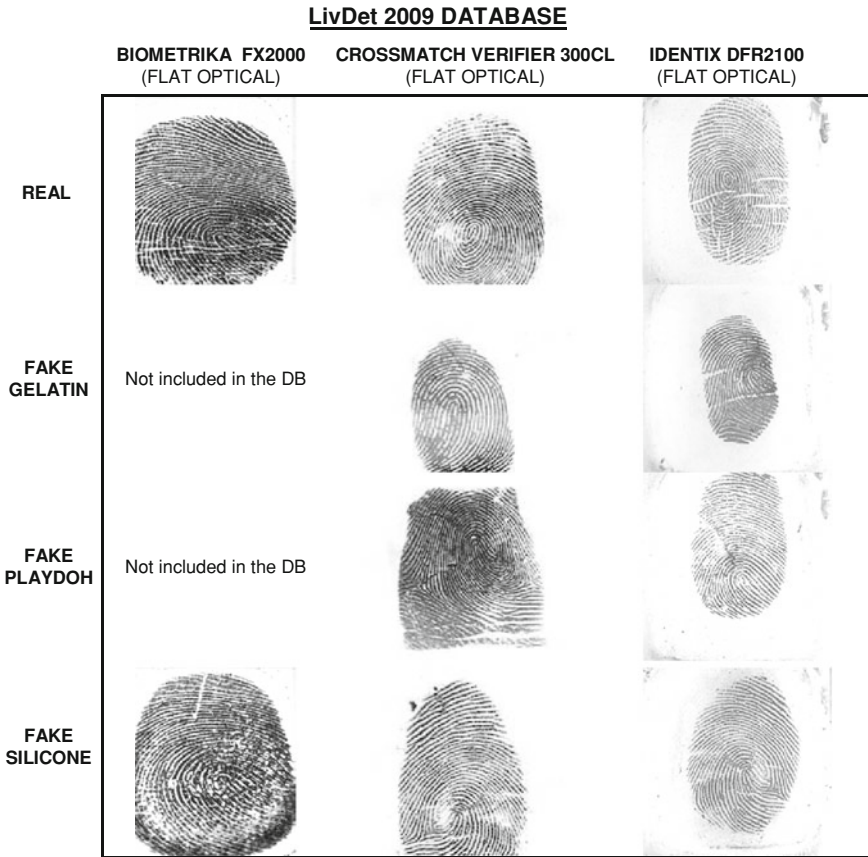 LivDet 2009 DATABASE
BIOMETRIKA FX2000
(FLAT OPTICAL)
CROSSMATCH VERIFIER 300CL
(FLAT OPTICAL)
IDENTIX DFR2100
(FLAT OPTICAL)
REAL
FAKE
GELATIN
Not included in the DB
FAKE
PLAYDOH
Not included in the DB
FAKE
SILICONE